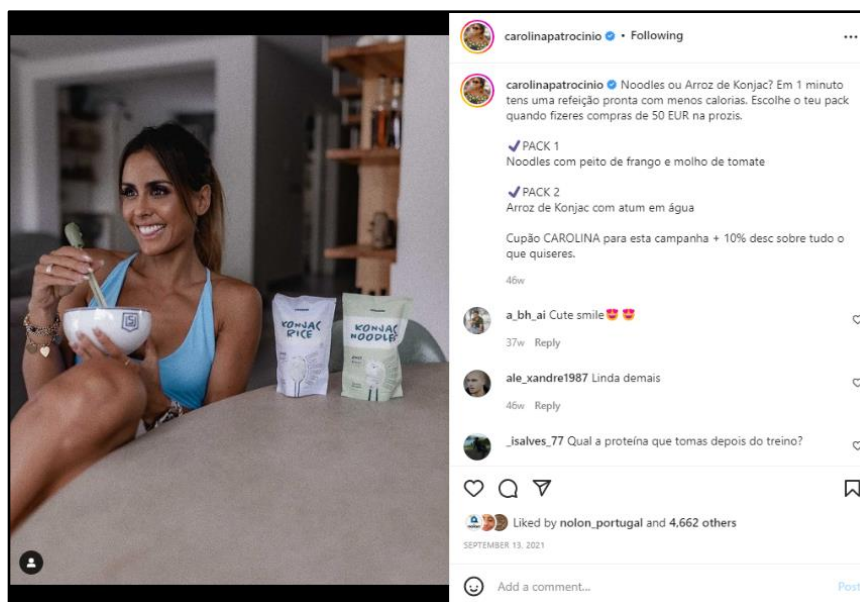 carolinapatrocinio • Following
carolinapatrocinio Noodles ou Arroz de Konjac? Em 1 minuto
tens uma refeição pronta com menos calorias. Escolhe o teu pack
quando fizeres compras de 50 EUR na prozis.
✓PACK 1
Noodles com peito de frango e molho de tomate
✓PACK 2
Arroz de Konjac com atum em água
Cupão CAROLINA para esta campanha + 10% desc sobre tudo o
que quiseres.
46w
a_bh_ai Cute smile😍😍
37w Reply
ale_xandre1987 Linda demais
46w Reply
_isalves_77 Qual a proteína que tomas depois do treino?
Liked by nolon_portugal and 4,662 others
SEPTEMBER 13, 2021
Add a comment...
Post
KONJAC
RICE
KONJAC
NOODLES